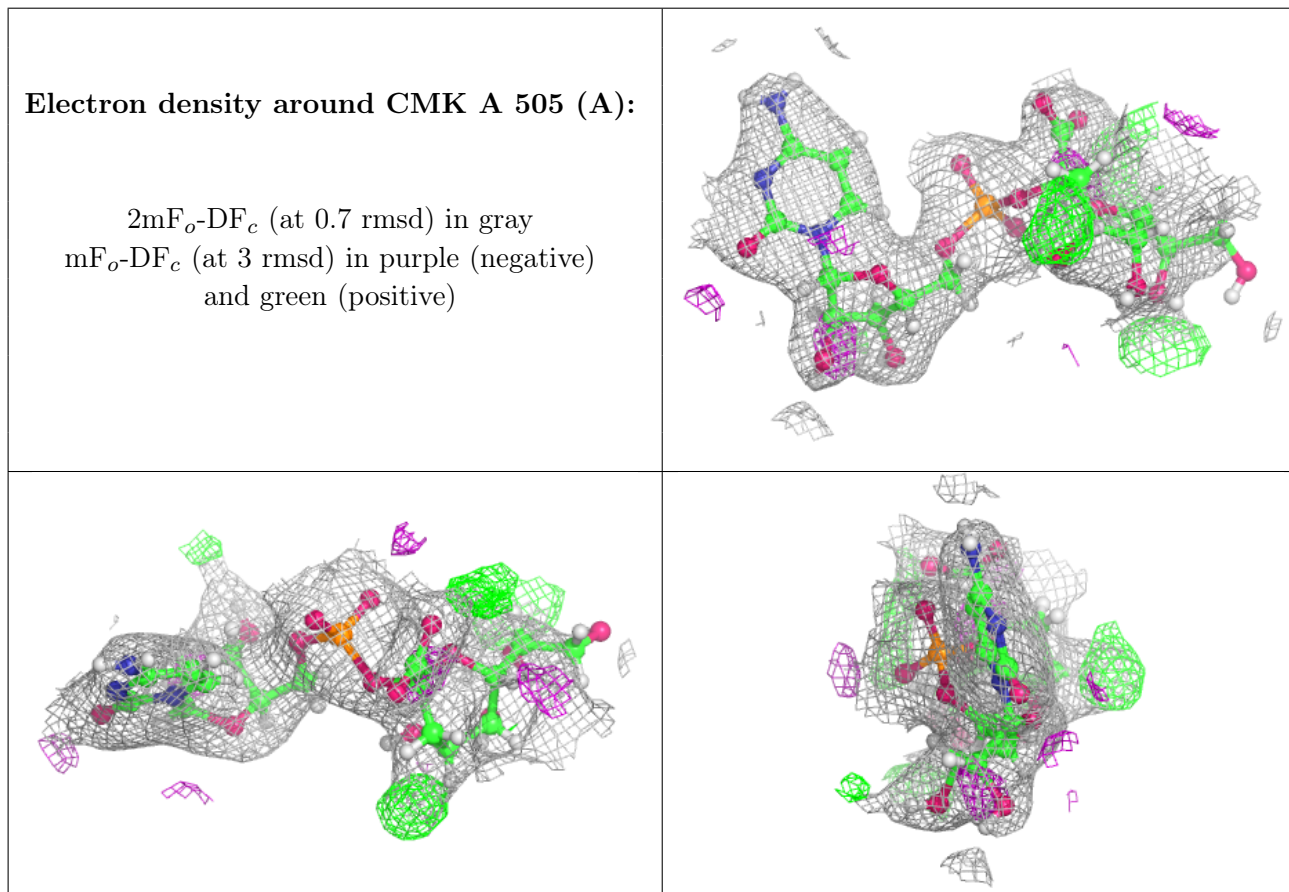 Electron density around CMK A 505 (A):
2mFₒ-DF𝒸 (at 0.7 rmsd) in gray
mFₒ-DF𝒸 (at 3 rmsd) in purple (negative)
and green (positive)